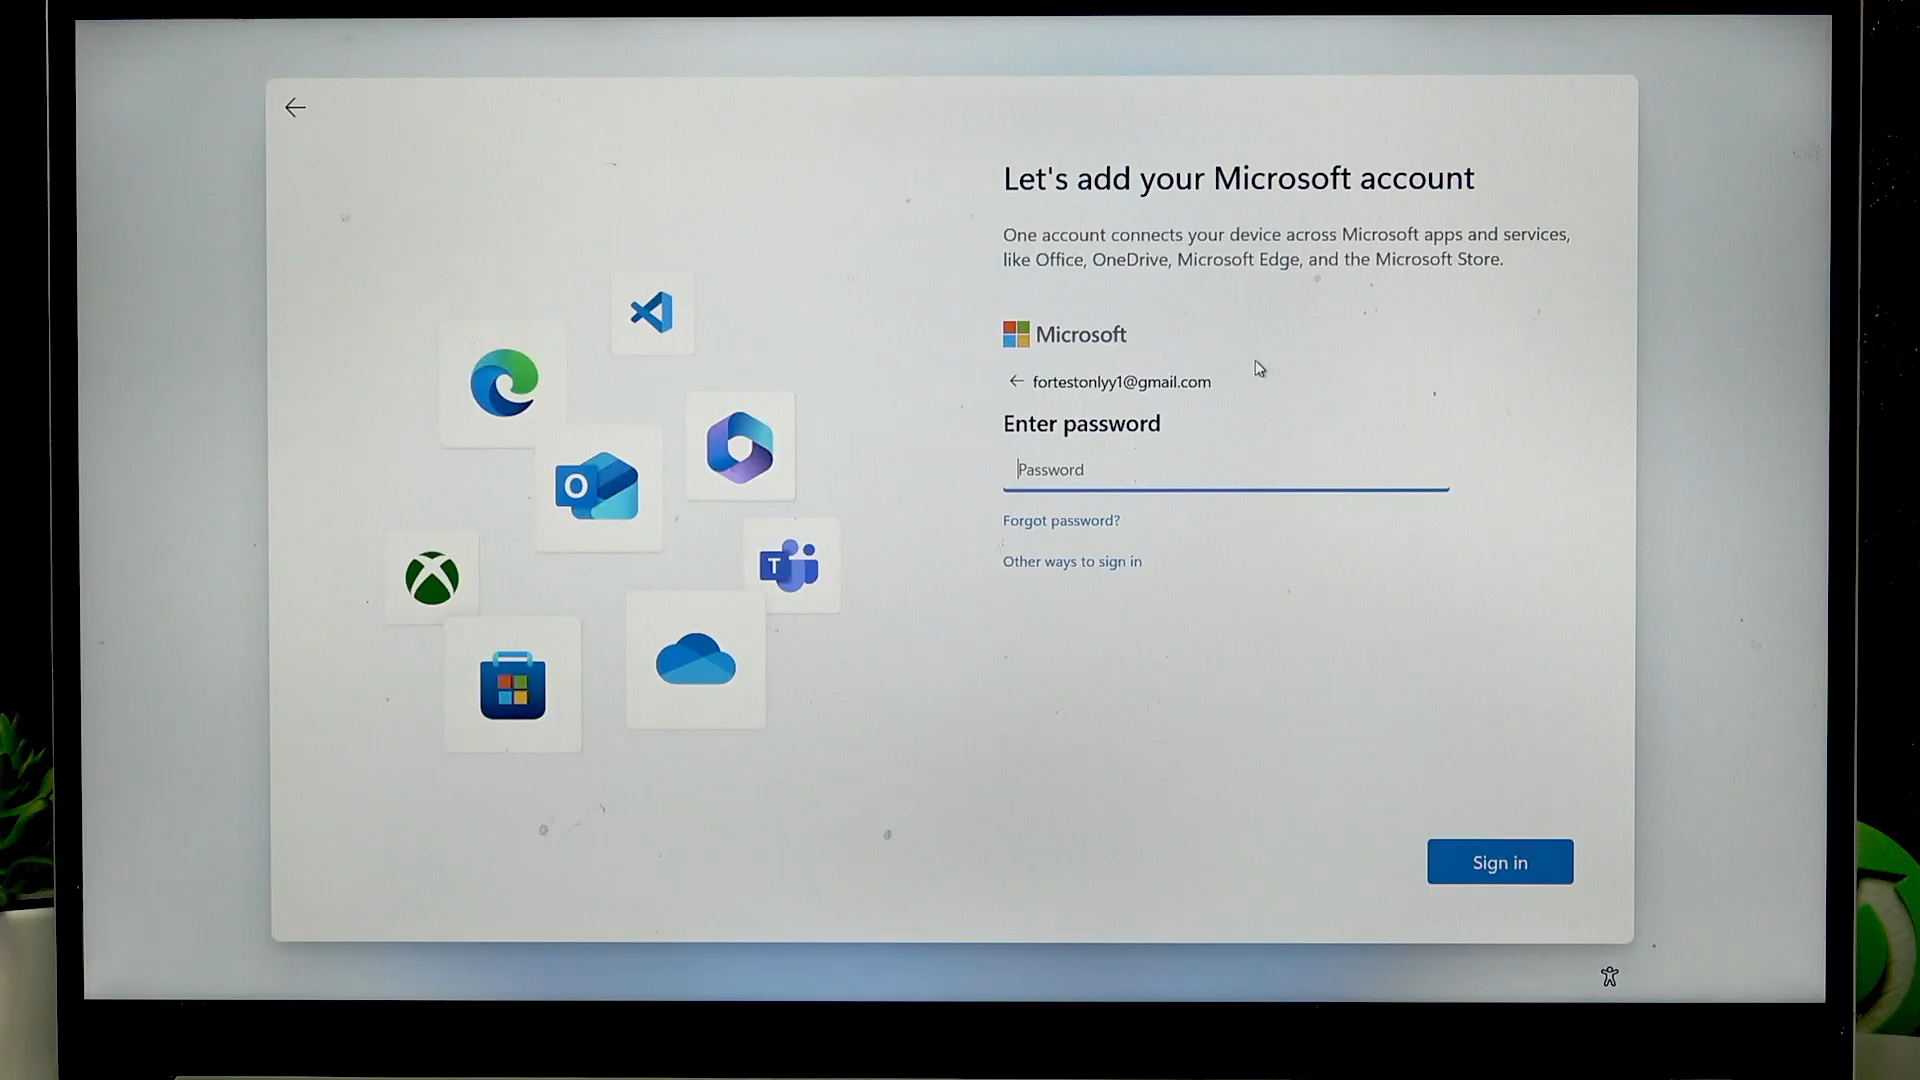 Let's add your Microsoft account
One account connects your device across Microsoft apps and services,
like Office, OneDrive, Microsoft Edge, and the Microsoft Store.
Microsoft
fortestonlyy1@gmail.com
Enter password
Password
Forgot password?
Other ways to sign in
O
T
Sign in